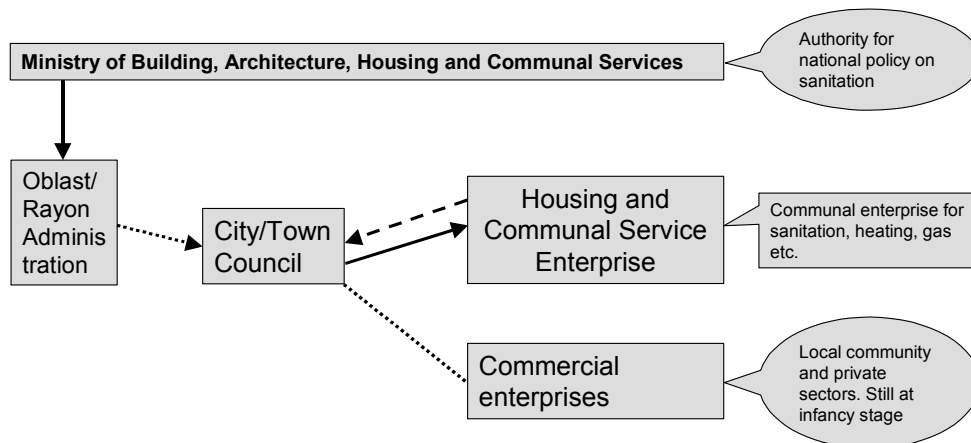 Authority for
national policy on
sanitation
Ministry of Building, Architecture, Housing and Communal Services
Oblast/
Rayon
Adminis
tration
City/Town
Council
Housing and
Communal Service
Enterprise
Communal enterprise for
sanitation, heating, gas
etc.
Commercial
enterprises
Local community
and private
sectors. Still at
infancy stage